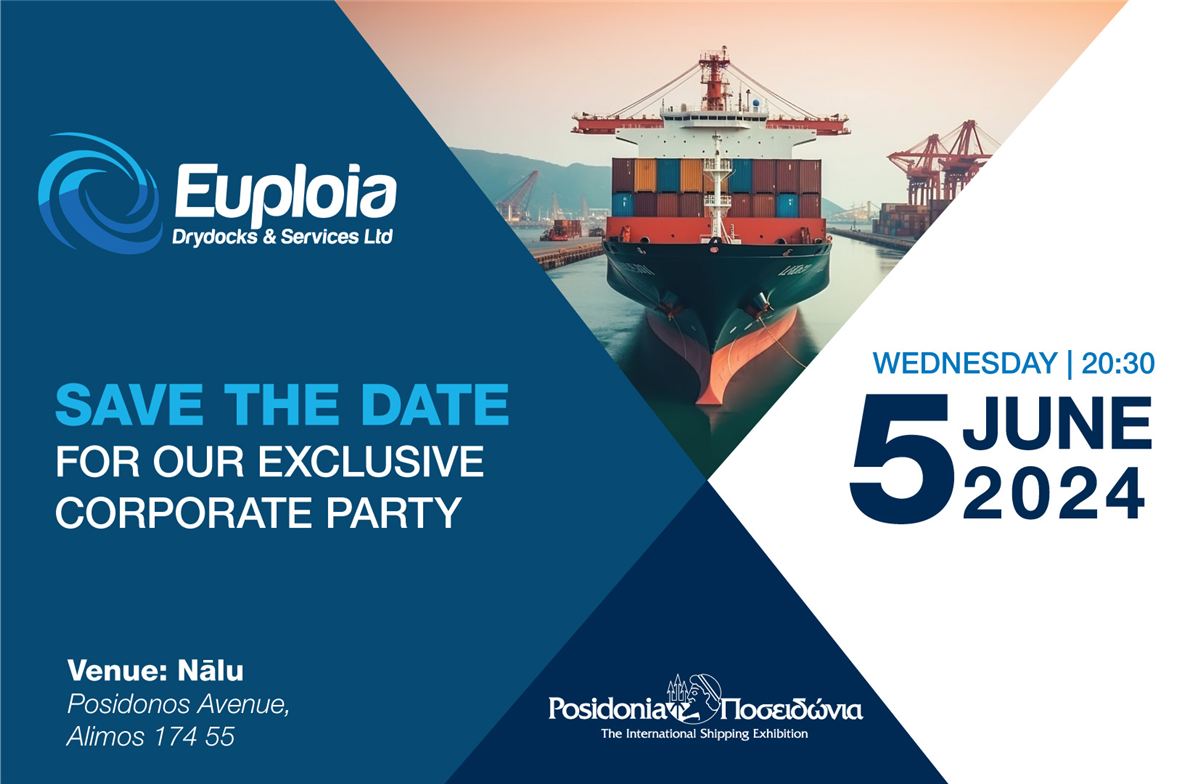 Euploia
Drydocks & Services Ltd
SAVE THE DATE
FOR OUR EXCLUSIVE
CORPORATE PARTY
WEDNESDAY | 20:30
5 JUNE
2024
Venue: Nālu
Posidonos Avenue,
Alimos 174 55
Posidonia Ποσειδώνια
The International Shipping Exhibition